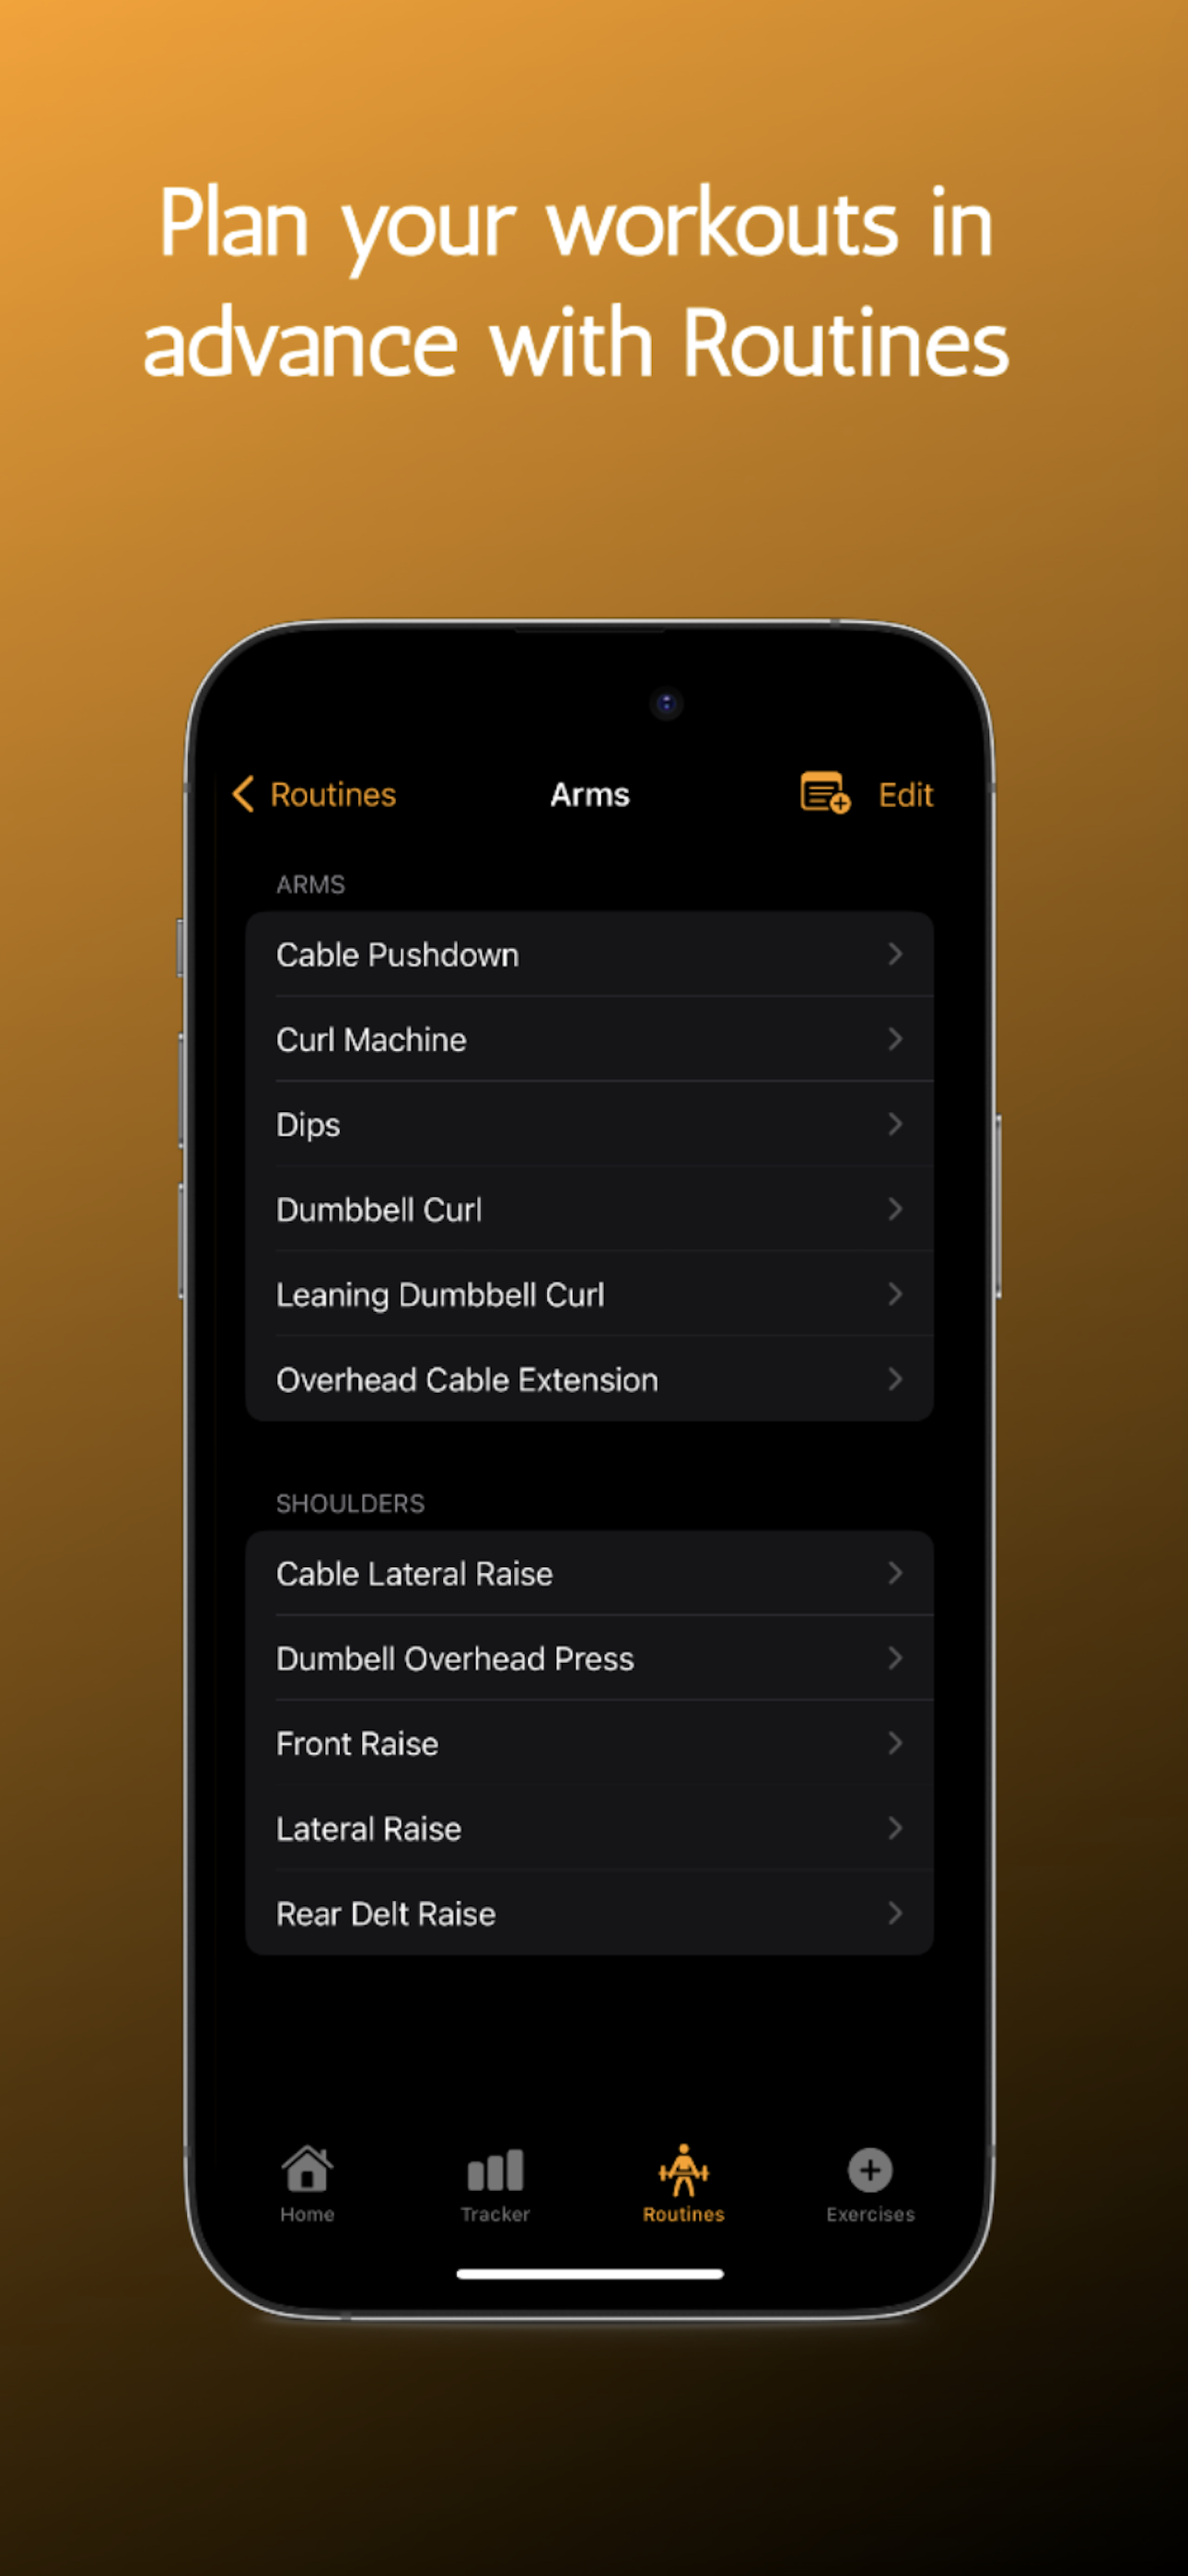 Plan your workouts in
advance with Routines
Routines
Arms
Edit
ARMS
Cable Pushdown
Curl Machine
Dips
Dumbbell Curl
Leaning Dumbbell Curl
Overhead Cable Extension
SHOULDERS
Cable Lateral Raise
Dumbell Overhead Press
Front Raise
Lateral Raise
Rear Delt Raise
Home
Tracker
Routines
Exercises